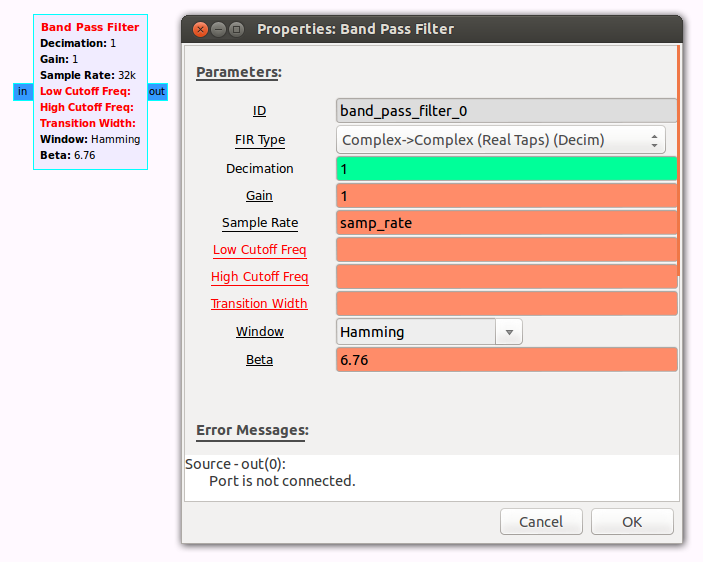 Band Pass Filter
Decimation: 1
Gain: 1
Sample Rate: 32k
in
Low Cutoff Freq:
out
High Cutoff Freq:
Transition Width:
Window: Hamming
Beta: 6.76
Properties: Band Pass Filter
Parameters:
ID band_pass_filter_0
FIR Type Complex->Complex (Real Taps) (Decim)
Decimation 1
Gain 1
Sample Rate samp_rate
Low Cutoff Freq
High Cutoff Freq
Transition Width
Window Hamming
Beta 6.76
Error Messages:
Source - out(0):
Port is not connected.
Cancel OK